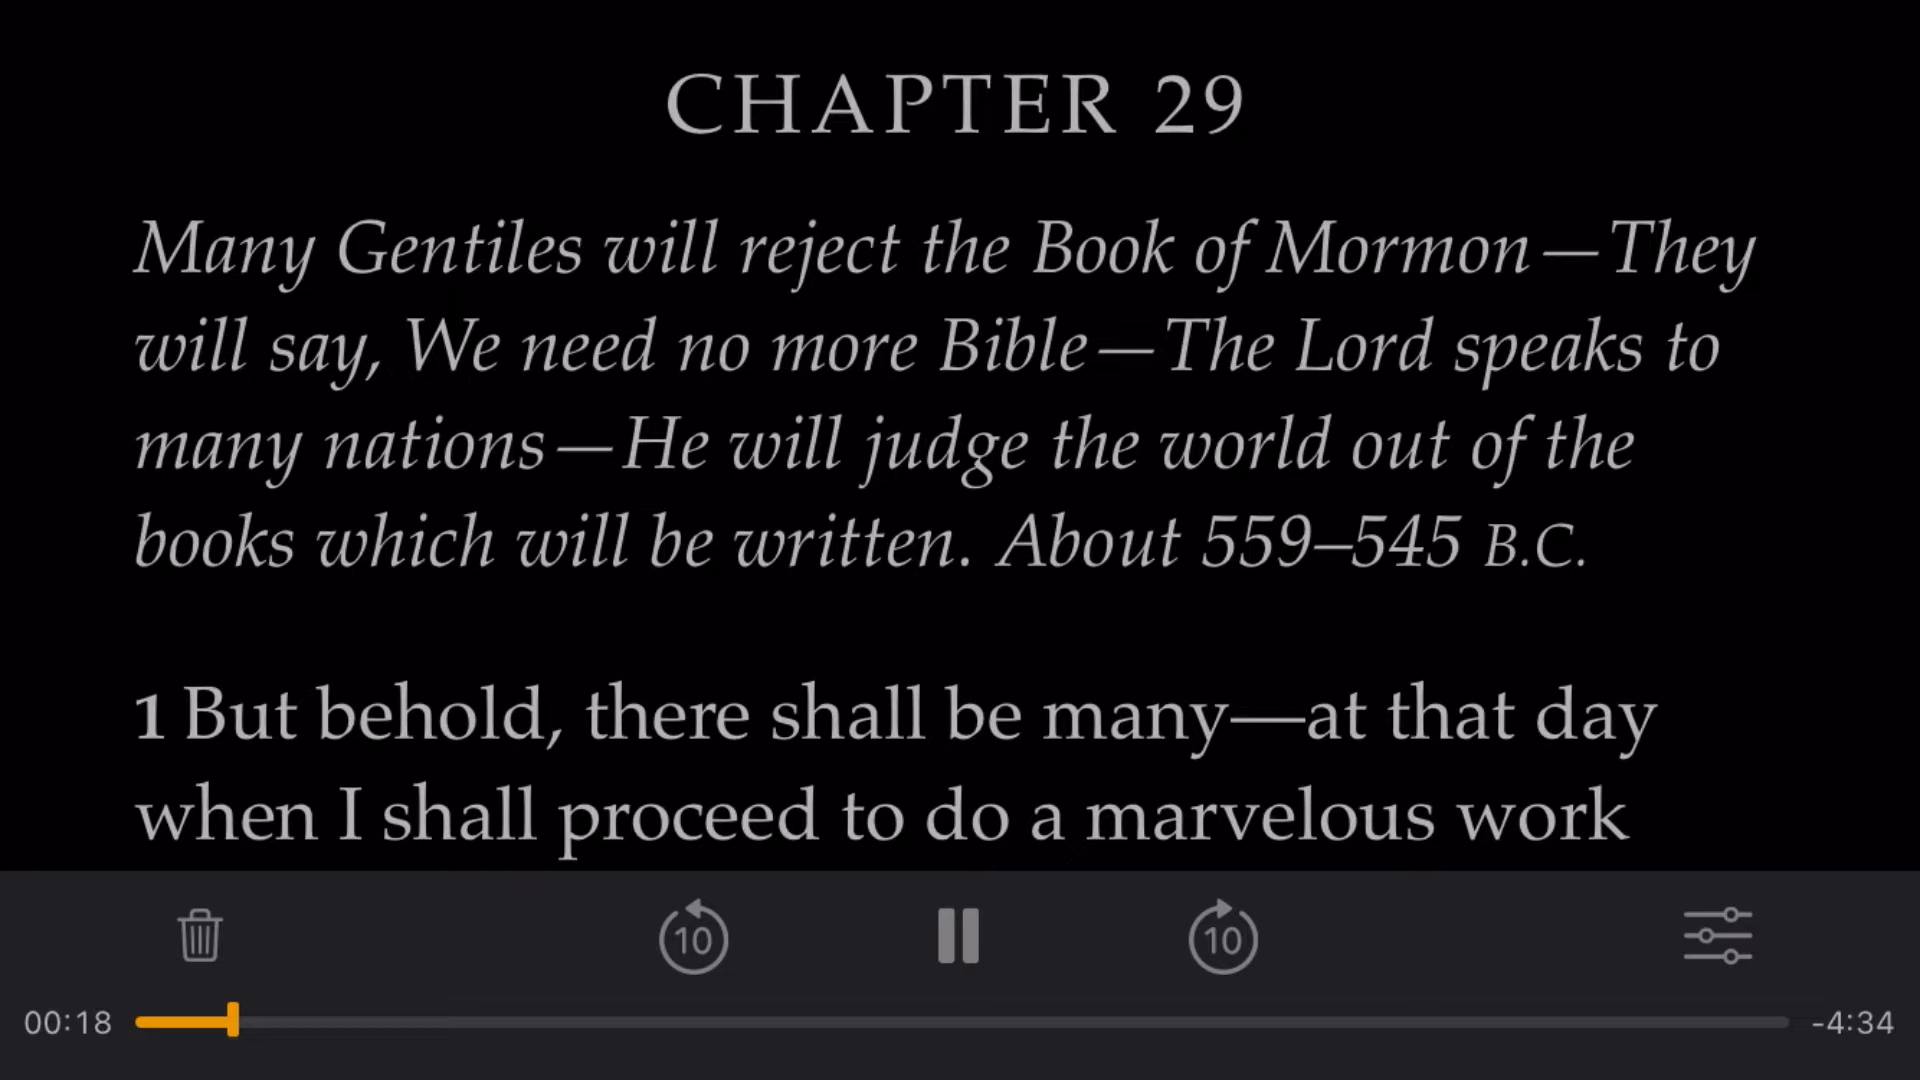 CHAPTER 29
Many Gentiles will reject the Book of Mormon—They
will say, We need no more Bible—The Lord speaks to
many nations—He will judge the world out of the
books which will be written. About 559–545 B.C.
1 But behold, there shall be many—at that day
when I shall proceed to do a marvelous work
10
10
00:18
-4:34